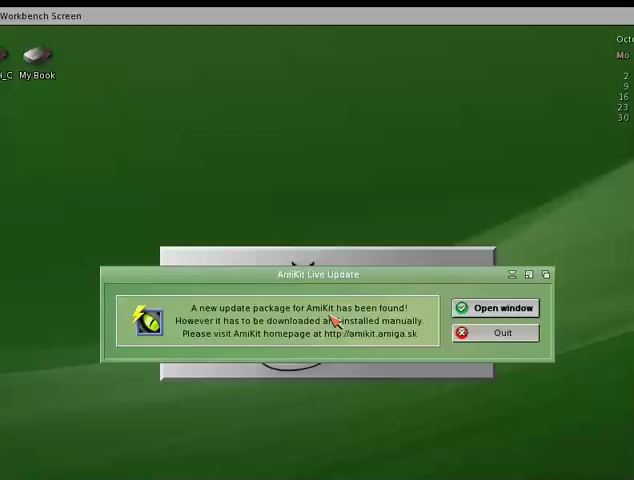 Workbench Screen
Octo
Mo
H_C My Book
2
9
16
23
30
AmiKit Live Update
A new update package for AmiKit has been found!
However it has to be downloaded installed manually.
Please visit AmiKit homepage at http://amikit.amiga.sk
Open window
Quit